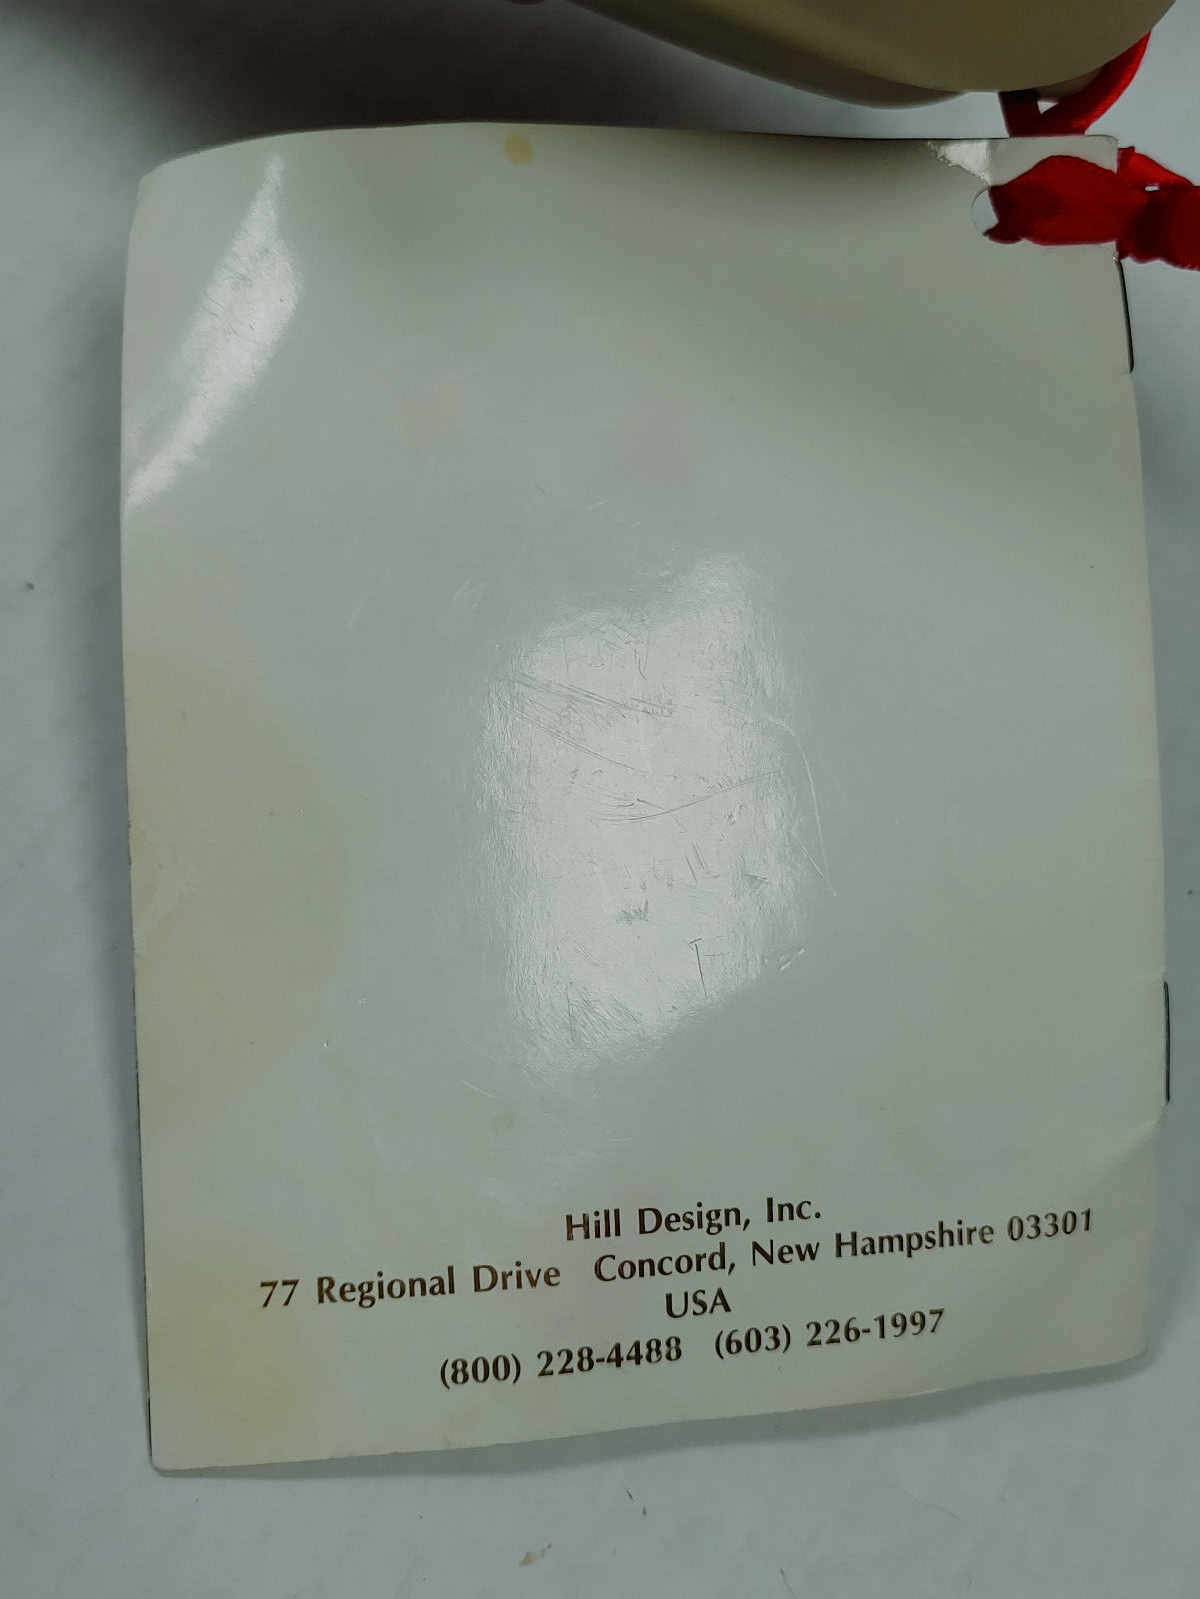 Hill Design, Inc.
77 Regional Drive Concord, New Hampshire 03301
USA
(800) 228-4488 (603) 226-1997